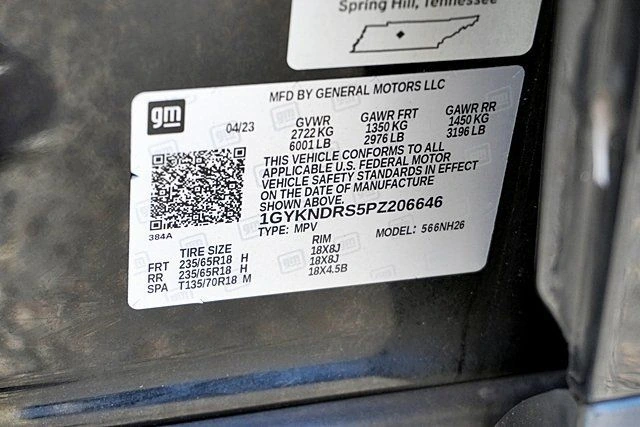 Spring Hill, Tennessee
gm
MFD BY GENERAL MOTORS LLC
04/23
GVWR GAWR FRT GAWR RR
2722 KG 1350 KG 1450 KG
6001 LB 2976 LB 3196 LB
THIS VEHICLE CONFORMS TO ALL
APPLICABLE U.S. FEDERAL MOTOR
VEHICLE SAFETY STANDARDS IN EFFECT
ON THE DATE OF MANUFACTURE
SHOWN ABOVE.
1GYKNDRS5PZ206646
384A
TYPE: MPV MODEL: 566NH26
TIRE SIZE RIM
FRT 235/65R18 H 18X8J
RR 235/65R18 H 18X8J
SPA T135/70R18 M 18X4.5B